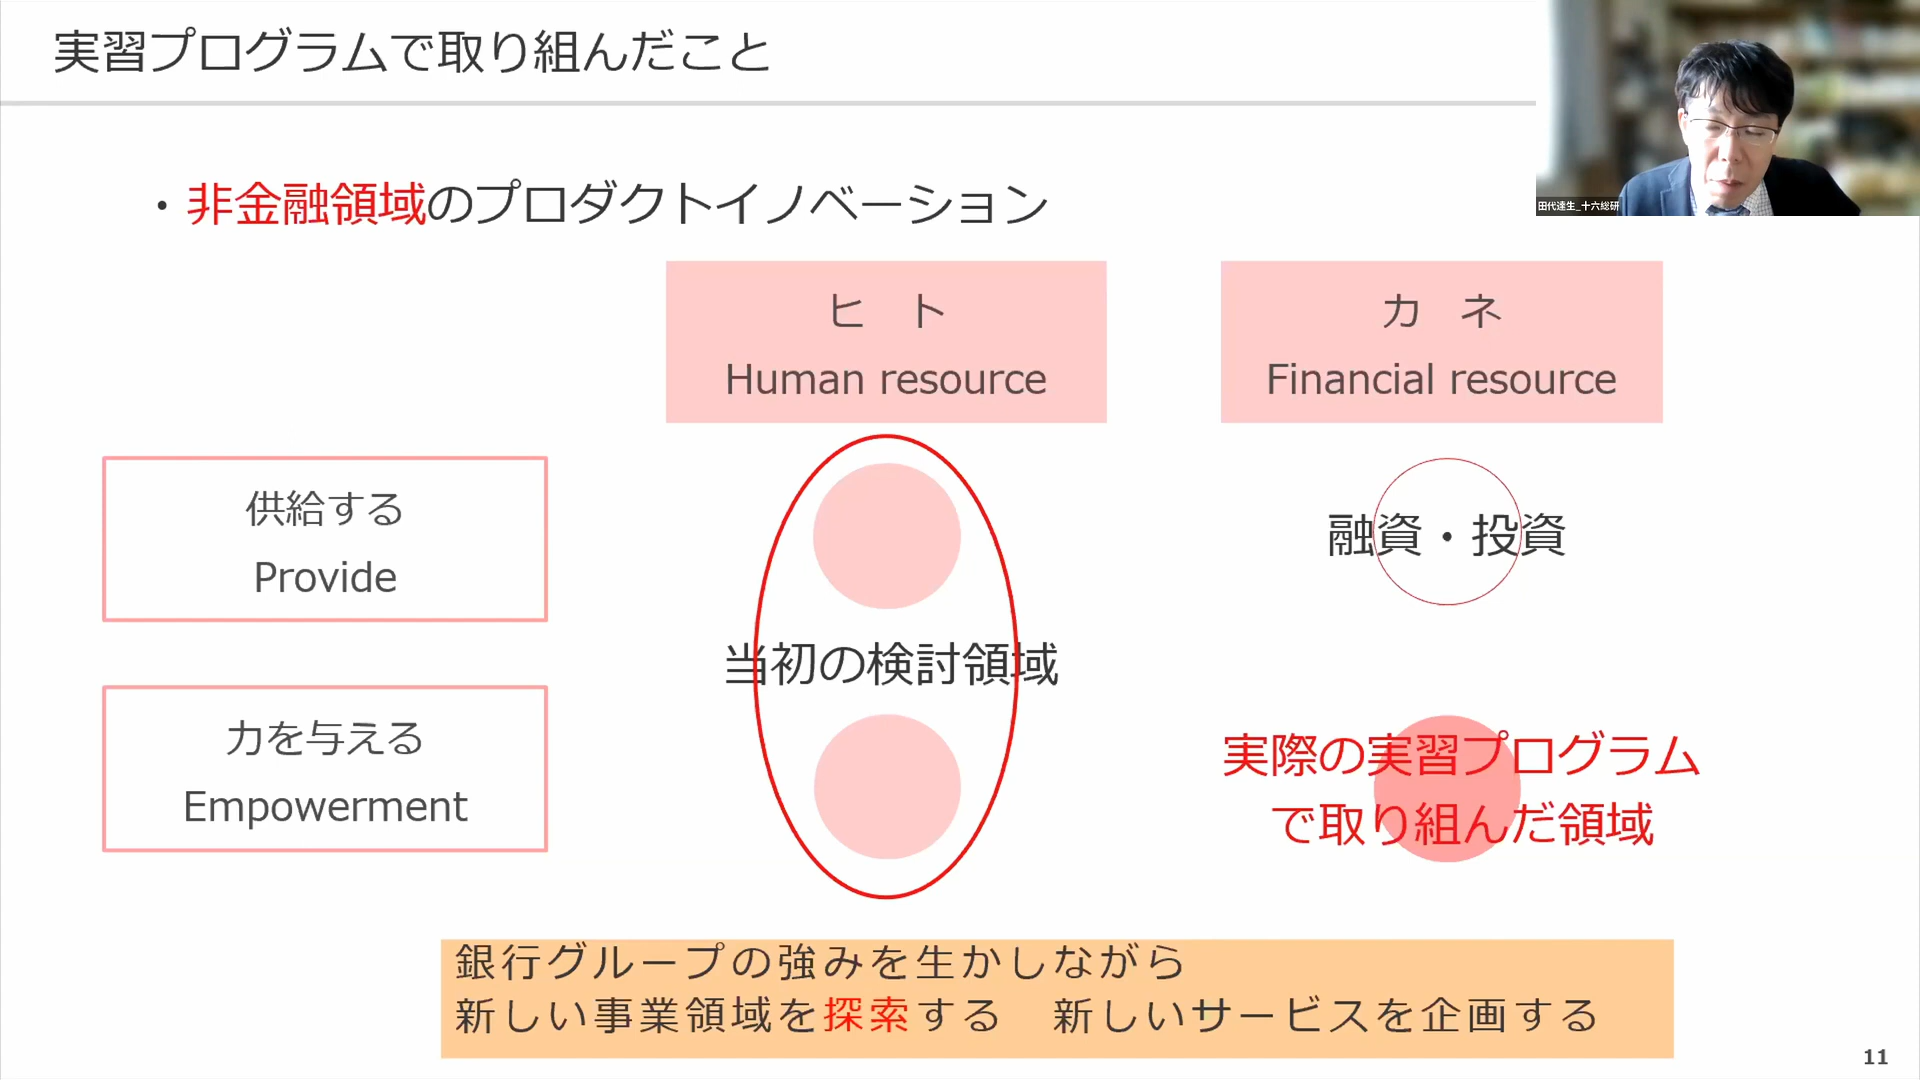 実習プログラムで取り組んだこと
田代達生_十六総研
・非金融領域のプロダクトイノベーション
ヒ ト
Human resource
カ ネ
Financial resource
供給する
Provide
融資・投資
当初の検討領域
力を与える
Empowerment
実際の実習プログラム
で取り組んだ領域
銀行グループの強みを生かしながら
新しい事業領域を探索する 新しいサービスを企画する
11